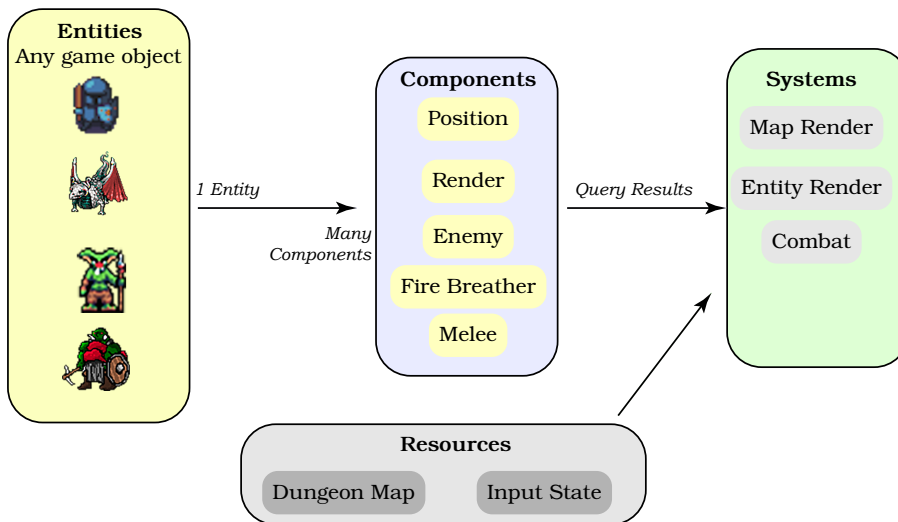 Entities
Any game object
1 Entity
Many
Components
Components
Position
Render
Enemy
Fire Breather
Melee
Query Results
Systems
Map Render
Entity Render
Combat
Resources
Dungeon Map
Input State